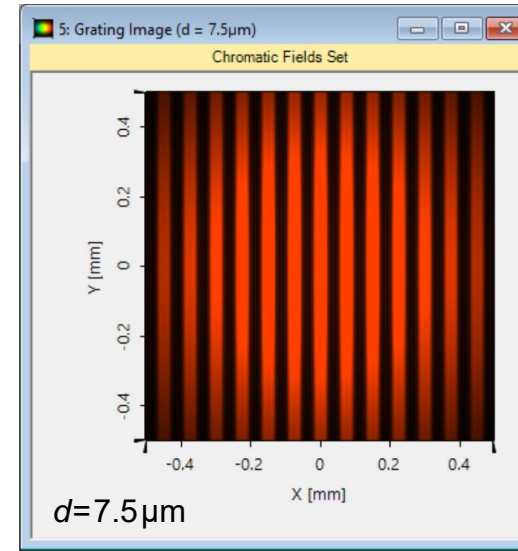 5: Grating Image (d = 7.5μm)
Chromatic Fields Set
0.4
0.2
0
-0.2
-0.4
Y [mm]
-0.4 -0.2 0 0.2 0.4
X [mm]
d=7.5μm